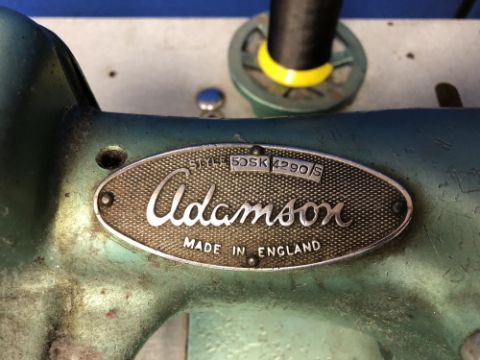 STYLE 50SK 4290/S
Adamson
MADE IN ENGLAND